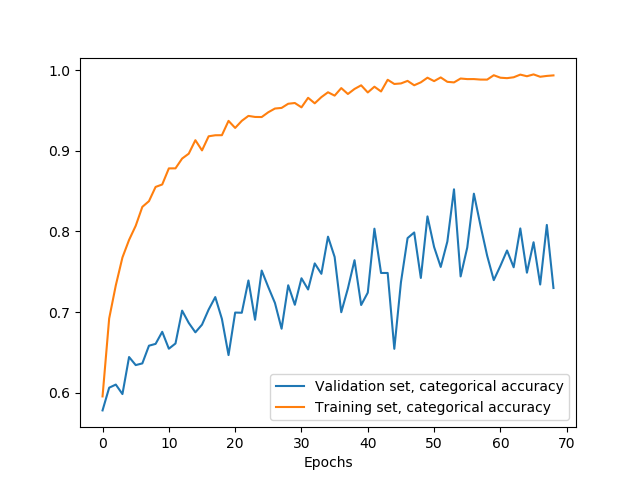 1.0
0.9
0.8
0.7
0.6
Validation set, categorical accuracy
Training set, categorical accuracy
0 10 20 30 40 50 60 70
Epochs